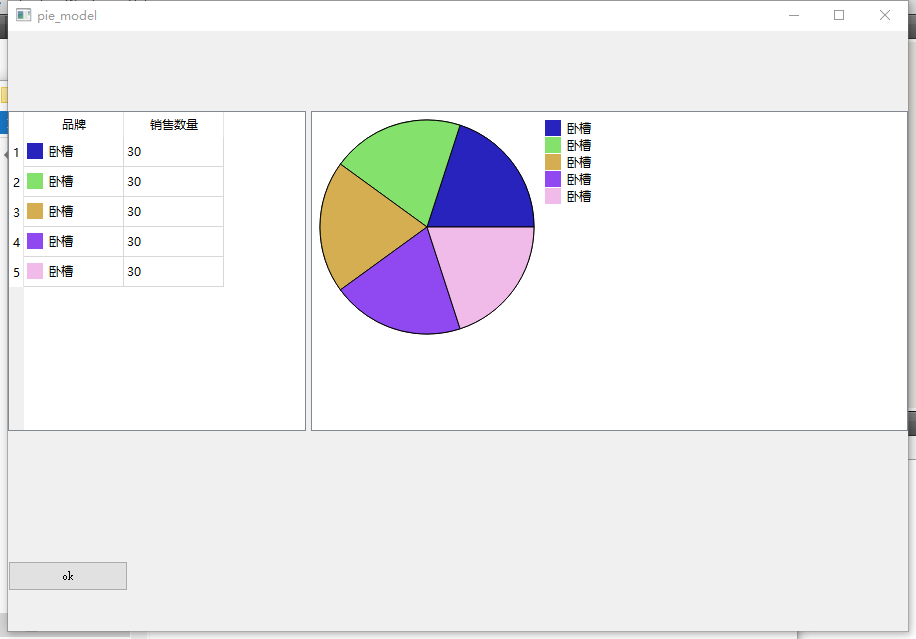 pie_model
品牌 销售数量
1 卧槽 30
2 卧槽 30
3 卧槽 30
4 卧槽 30
5 卧槽 30
卧槽
卧槽
卧槽
卧槽
卧槽
ok